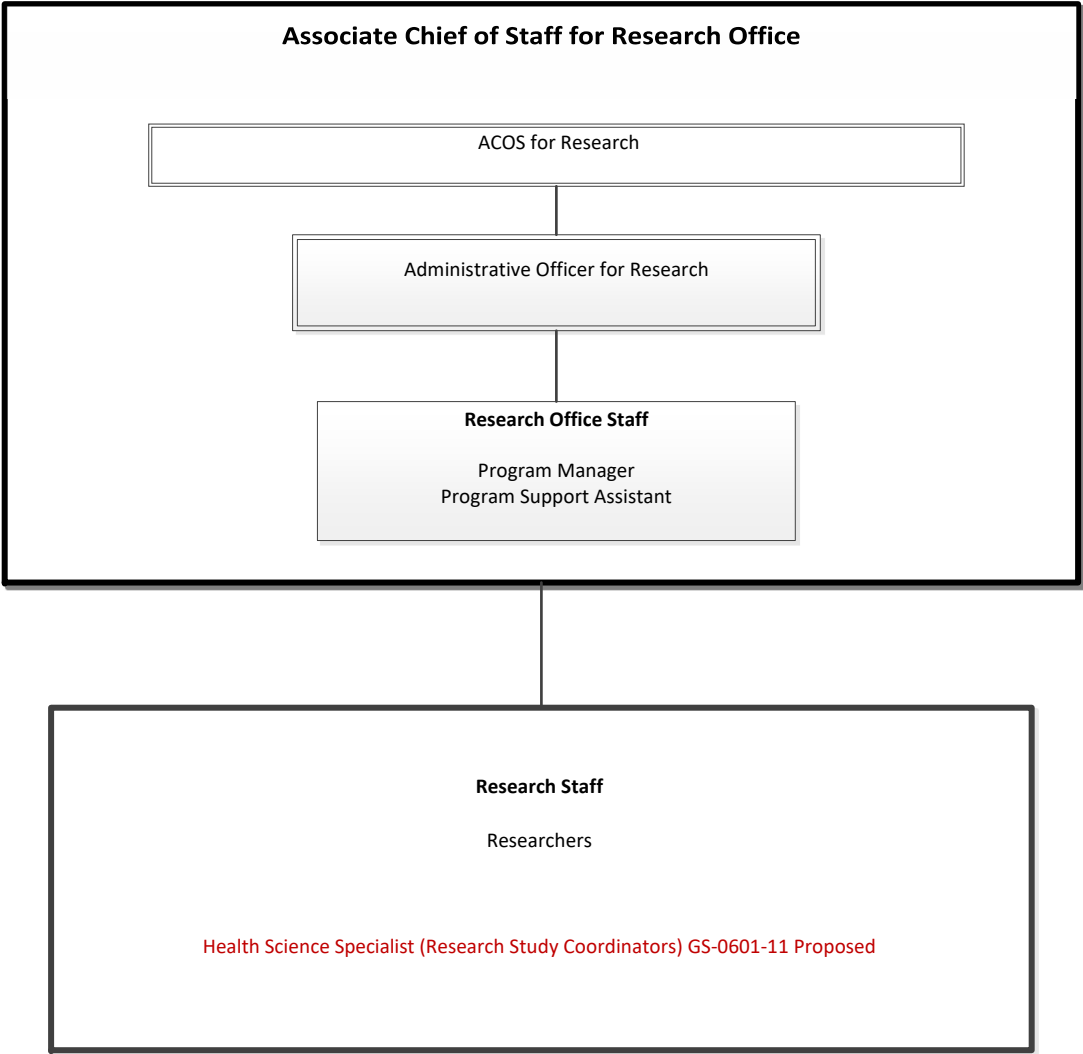 Associate Chief of Staff for Research Office
ACOS for Research
Administrative Officer for Research
Research Office Staff
Program Manager
Program Support Assistant
Research Staff
Researchers
Health Science Specialist (Research Study Coordinators) GS-0601-11 Proposed